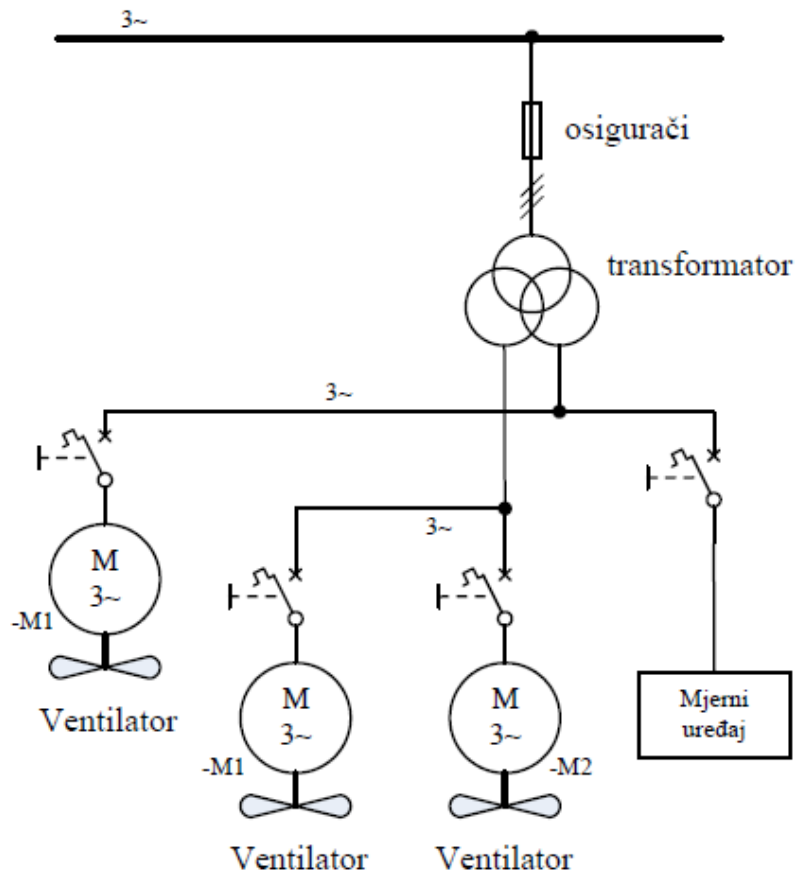 3~
osigurači
transformator
3~
M
3~
-M1
Ventilator
3~
M
3~
-M1
Ventilator
M
3~
-M2
Ventilator
Mjerni
uređaj